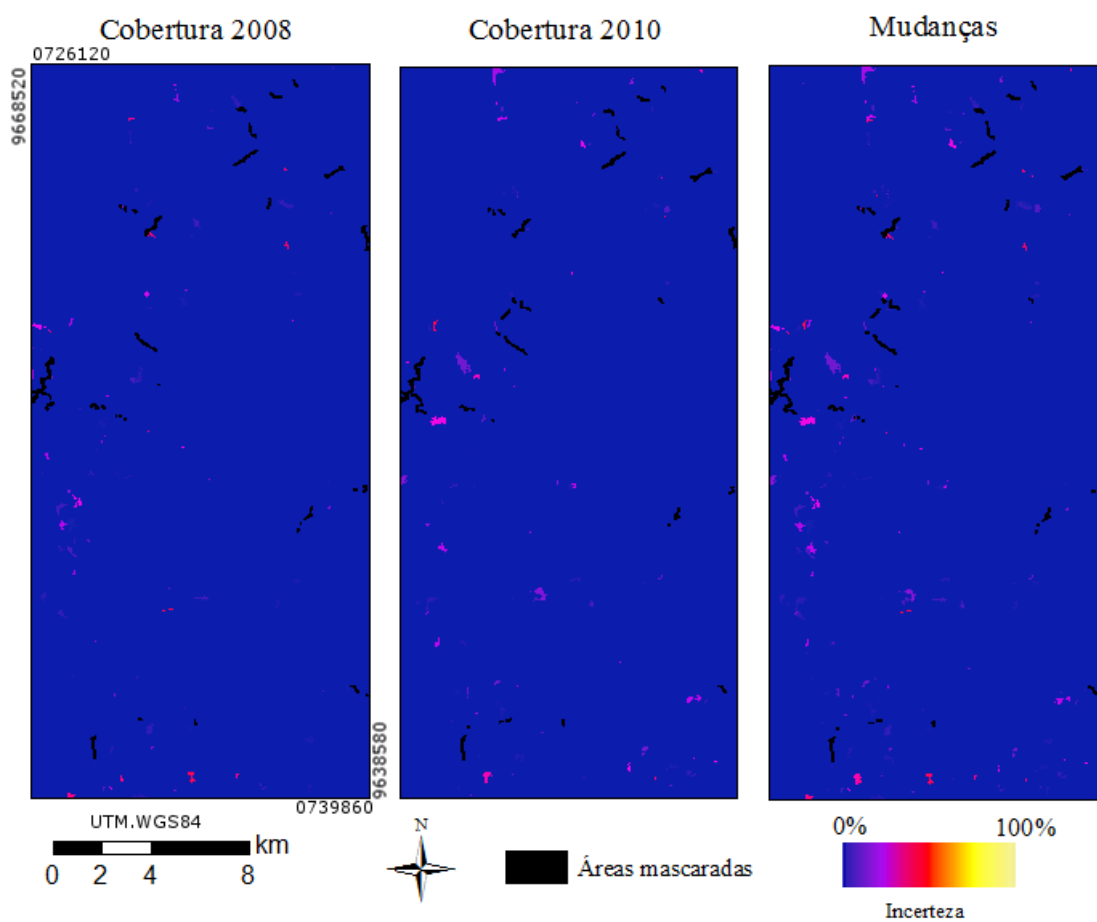 Cobertura 2008
Cobertura 2010
Mudanças
0726120
9668520
9638580
0739860
UTM.WGS84
km
0 2 4 8
N
Áreas mascaradas
0% 100%
Incerteza